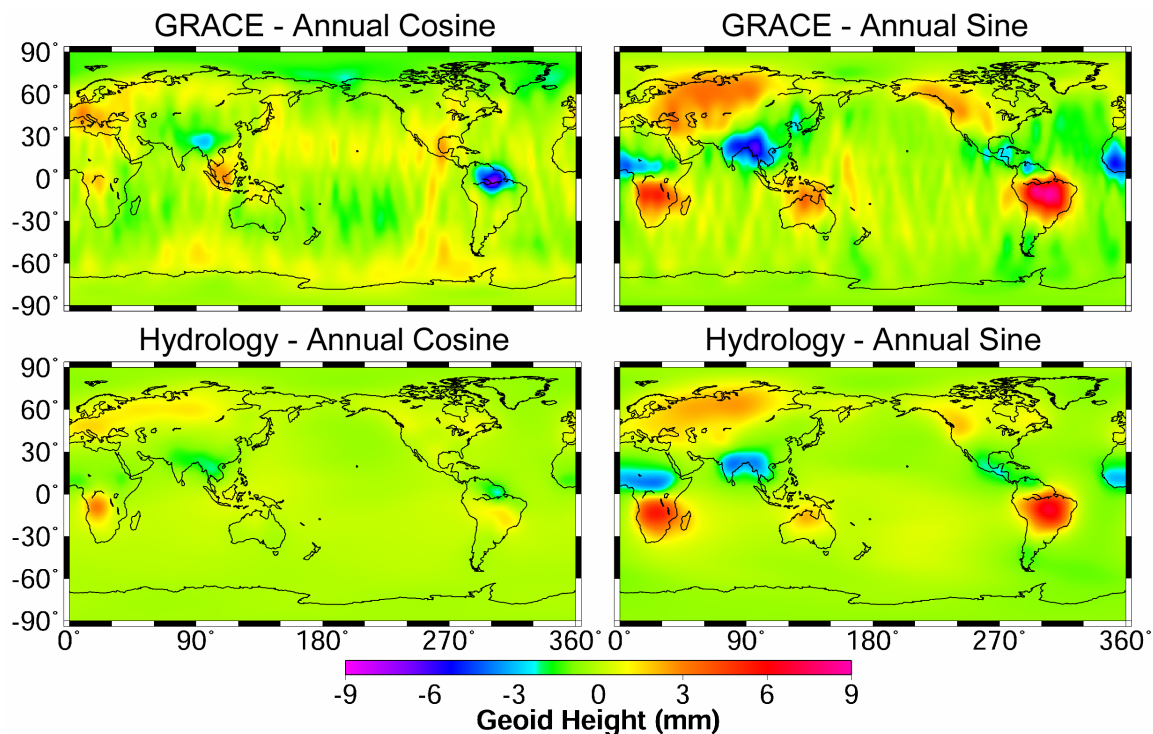 GRACE - Annual Cosine
GRACE - Annual Sine
90°
60°
30°
0°
-30°
-60°
-90°
Hydrology - Annual Cosine
Hydrology - Annual Sine
90°
60°
30°
0°
-30°
-60°
-90°
0° 90° 180° 270° 360° 0° 90° 180° 270° 360°
-9 -6 -3 0 3 6 9
Geoid Height (mm)